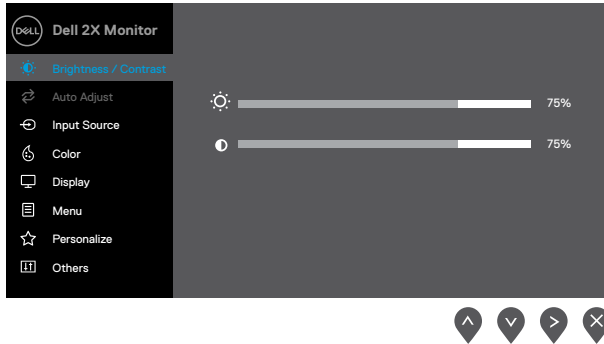 DELL Dell 2X Monitor
Brightness / Contrast
Auto Adjust
Input Source
Color
Display
Menu
Personalize
Others
75%
75%